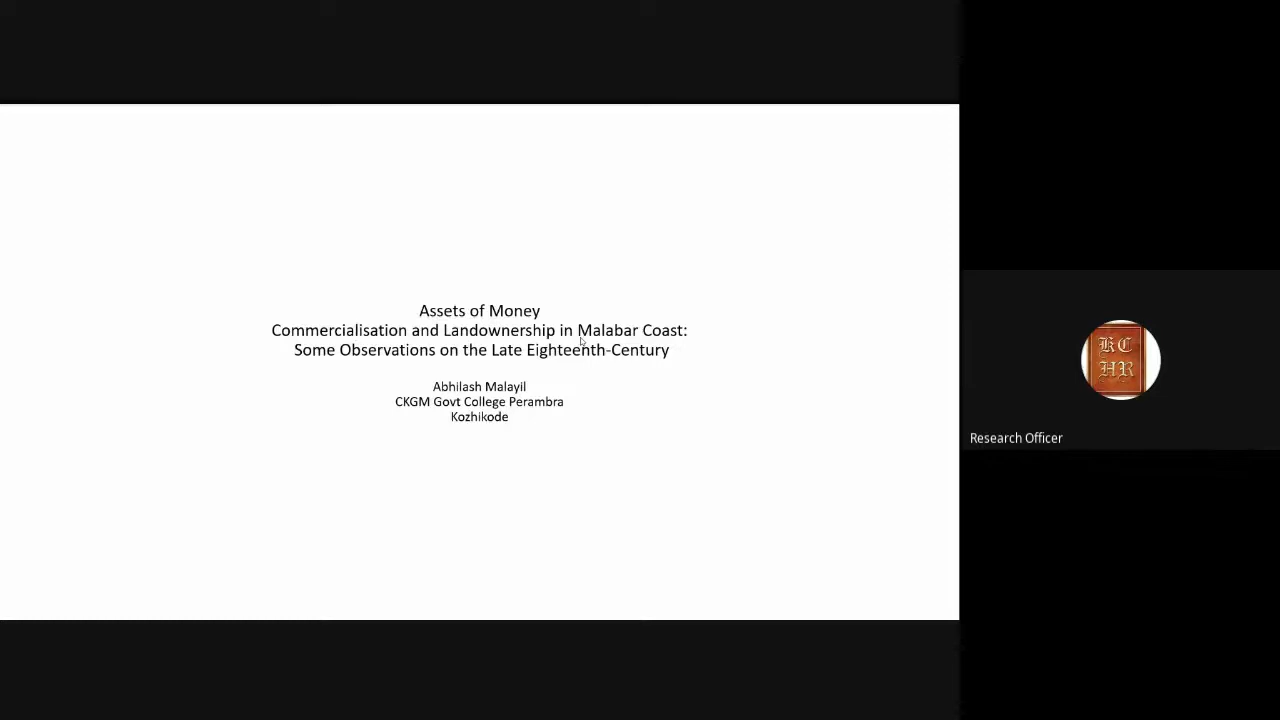 Assets of Money
Commercialisation and Landownership in Malabar Coast:
Some Observations on the Late Eighteenth-Century
Abhilash Malayil
CKGM Govt College Perambra
Kozhikode
KC
HR
Research Officer